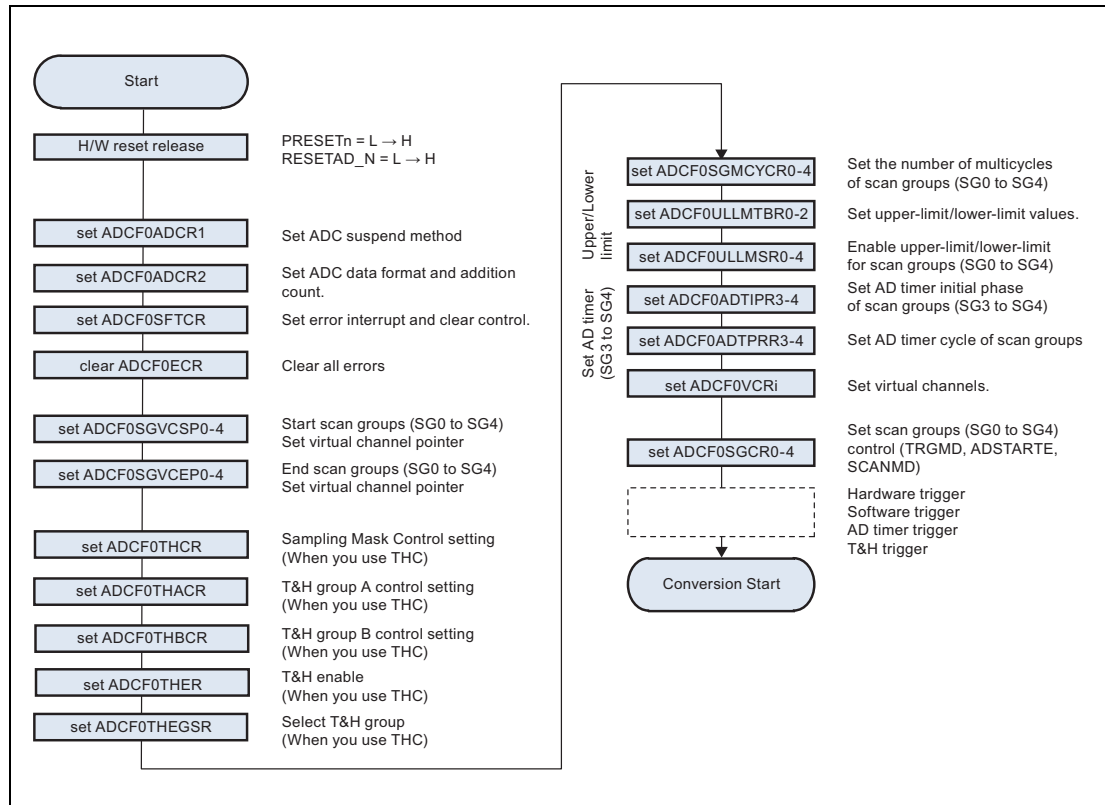 Start
H/W reset release
PRESETn = L → H
RESETAD_N = L → H
set ADCF0ADCR1
Set ADC suspend method
set ADCF0ADCR2
Set ADC data format and addition
count.
set ADCF0SFTCR
Set error interrupt and clear control.
clear ADCF0ECR
Clear all errors
set ADCF0SGVCSP0-4
Start scan groups (SG0 to SG4)
Set virtual channel pointer
set ADCF0SGVCEP0-4
End scan groups (SG0 to SG4)
Set virtual channel pointer
set ADCF0THCR
Sampling Mask Control setting
(When you use THC)
set ADCF0THACR
T&H group A control setting
(When you use THC)
set ADCF0THBCR
T&H group B control setting
(When you use THC)
set ADCF0THER
T&H enable
(When you use THC)
set ADCF0THEGSR
Select T&H group
(When you use THC)
set ADCF0SGMCYCR0-4
Set the number of multicycles
of scan groups (SG0 to SG4)
Upper/Lower
limit
set ADCF0ULLMTBR0-2
Set upper-limit/lower-limit values.
set ADCF0ULLMSR0-4
Enable upper-limit/lower-limit
for scan groups (SG0 to SG4)
Set AD timer
(SG3 to SG4)
set ADCF0ADTIPR3-4
Set AD timer initial phase
of scan groups (SG3 to SG4)
set ADCF0ADTPRR3-4
Set AD timer cycle of scan groups
set ADCF0VCRi
Set virtual channels.
set ADCF0SGCR0-4
Set scan groups (SG0 to SG4)
control (TRGMD, ADSTARTE,
SCANMD)
Hardware trigger
Software trigger
AD timer trigger
T&H trigger
Conversion Start